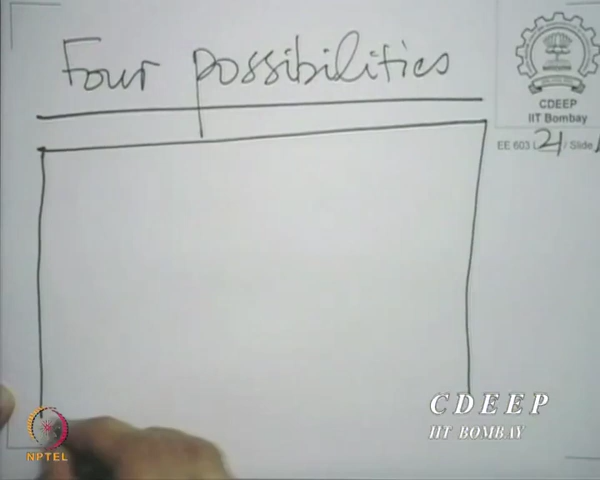 Four possibilities
CDEEP
IIT Bombay
EE 603 L 21 / Slide
CDEEP
IIT BOMBAY
NPTEL